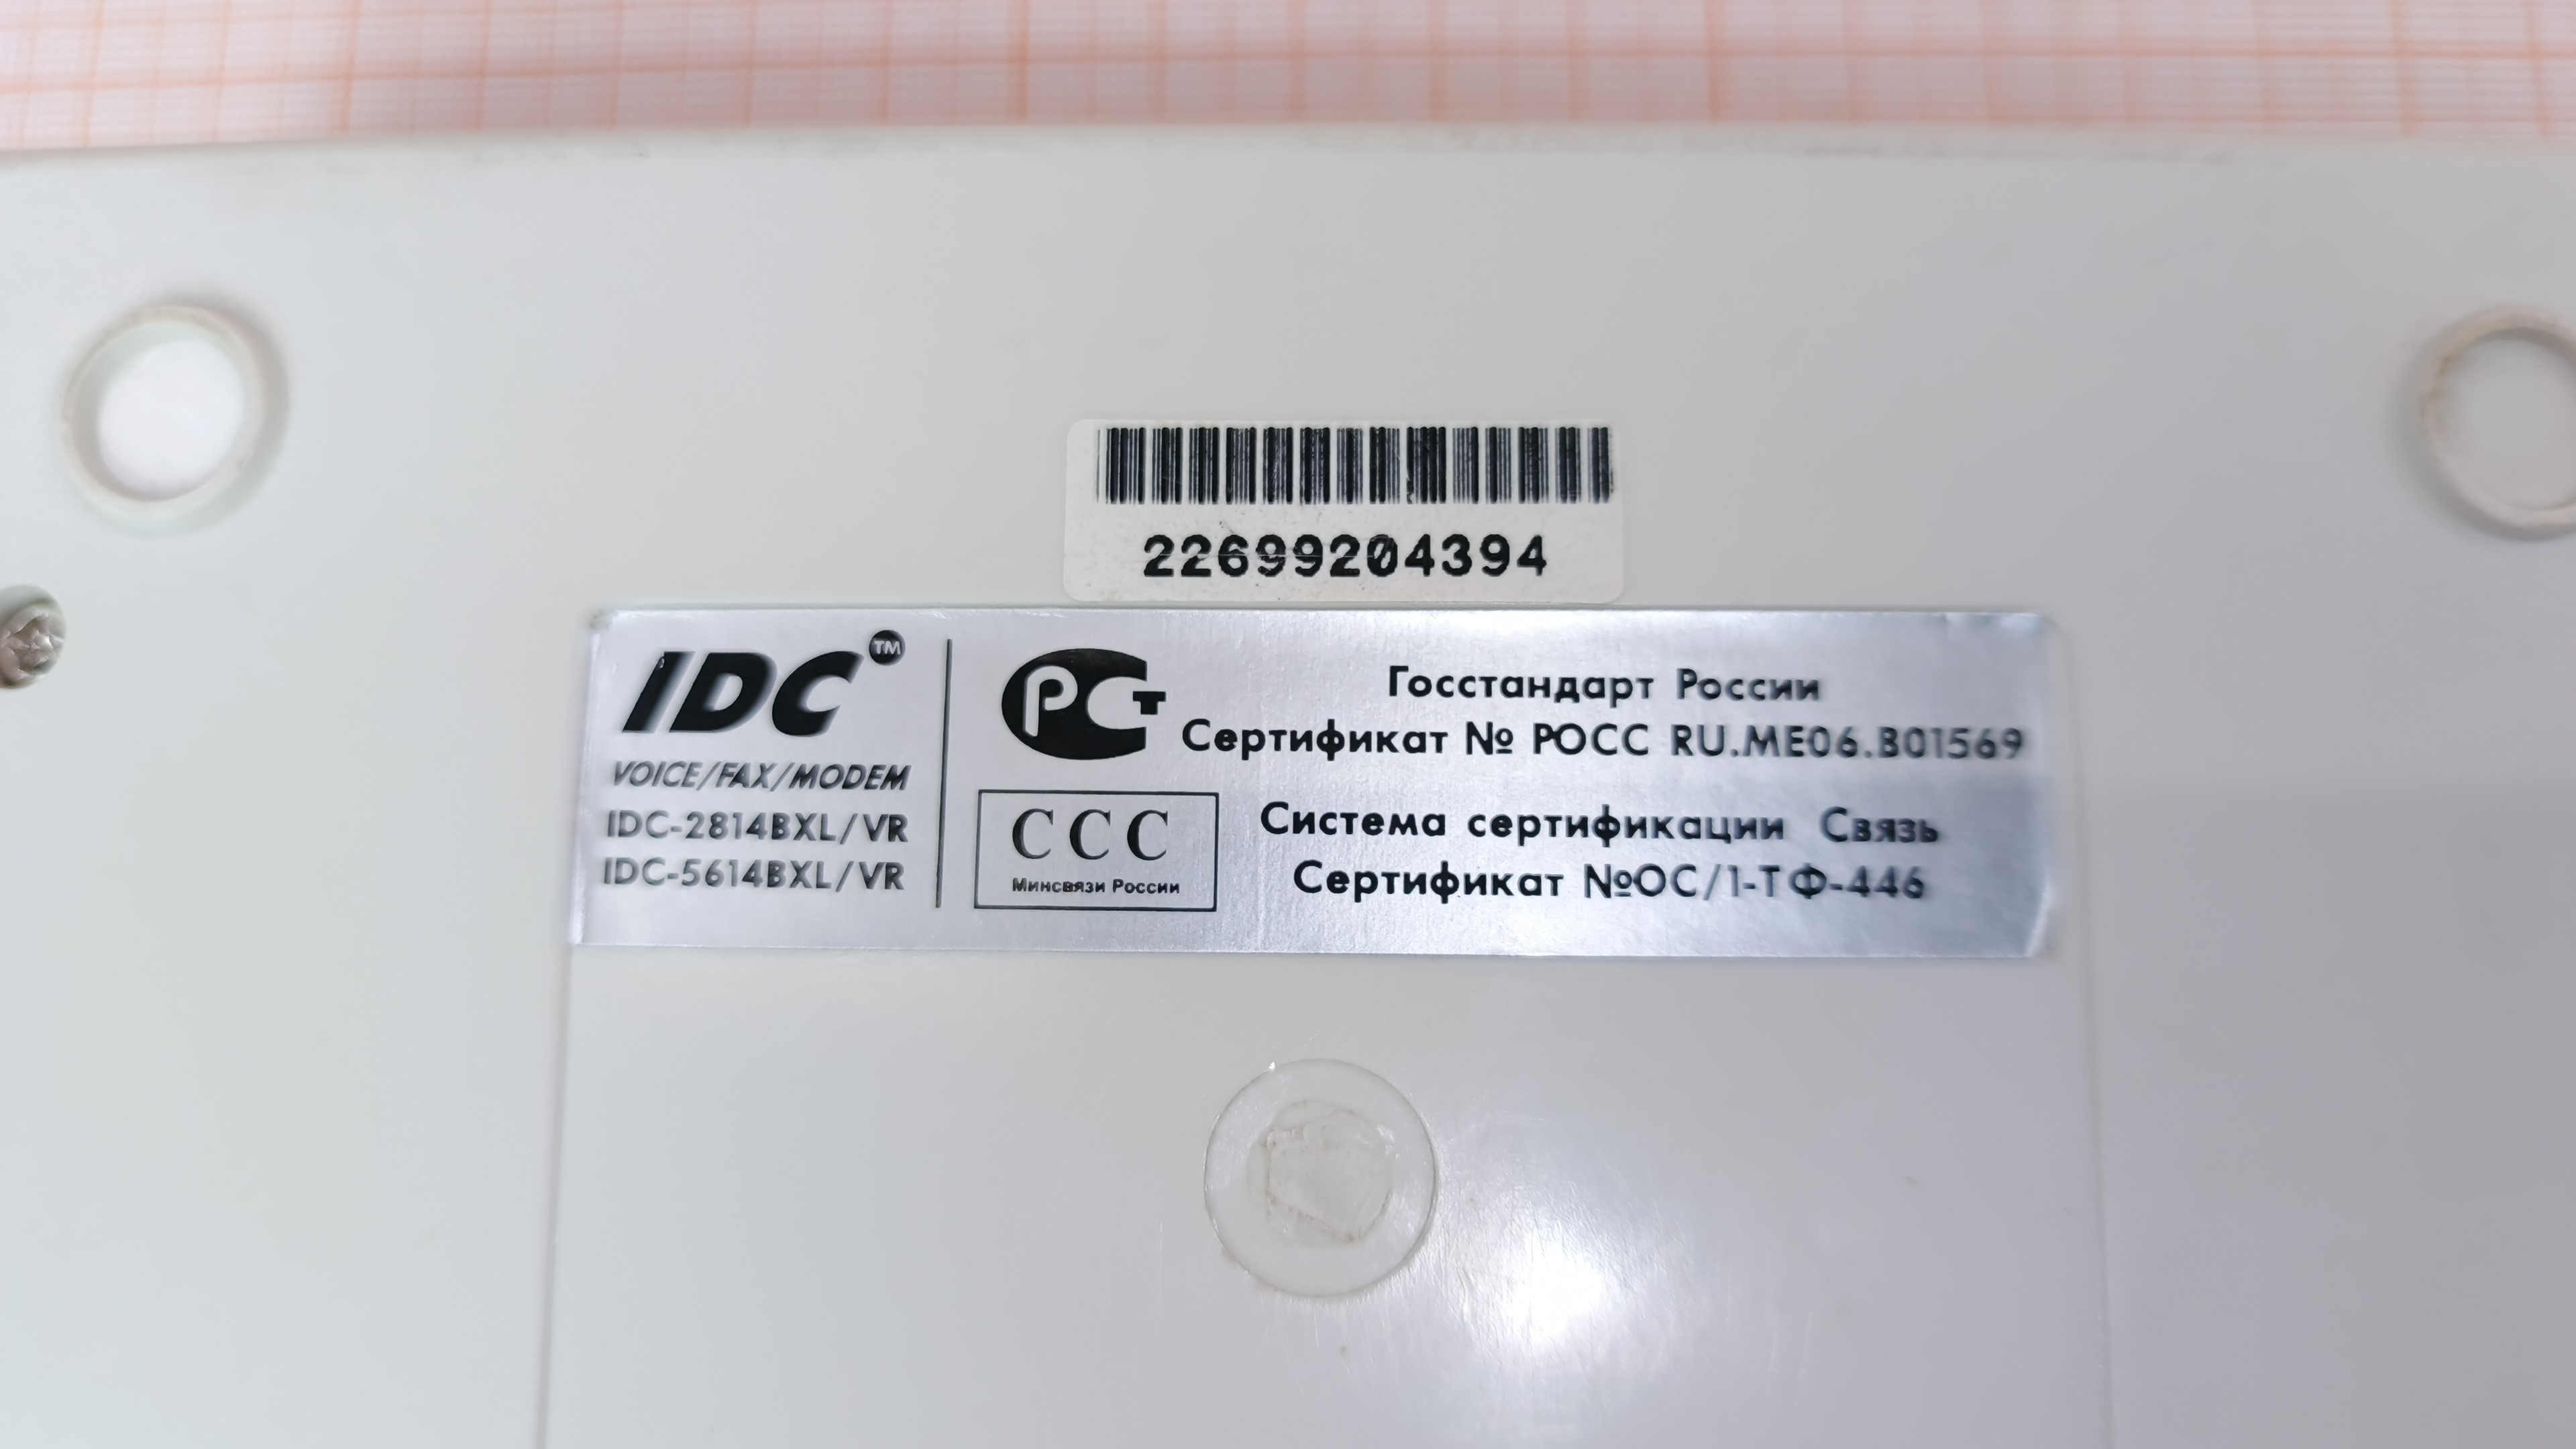 22699204394
IDC™
VOICE/FAX/MODEM
IDC-2814BXL/VR
IDC-5614BXL/VR
РСТ
Госстандарт России
Сертификат № РОСС RU.ME06.B01569
ССС
Минсвязи России
Система сертификации Связь
Сертификат №ОС/1-ТФ-446